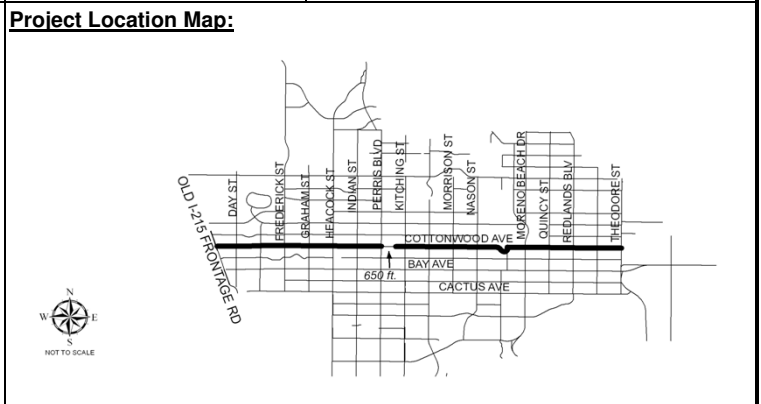 Project Location Map:
OLD I-215 FRONTAGE RD
DAY ST
FREDERICK ST
GRAHAM ST
HEACOCK ST
INDIAN ST
PERRIS BLVD
KITCHING ST
MORRISON ST
NASON ST
MORENO BEACH DR
QUINCY ST
REDLANDS BLV
THEODORE ST
COTTONWOOD AVE
BAY AVE
650 ft.
CACTUS AVE
N
W E
S
NOT TO SCALE